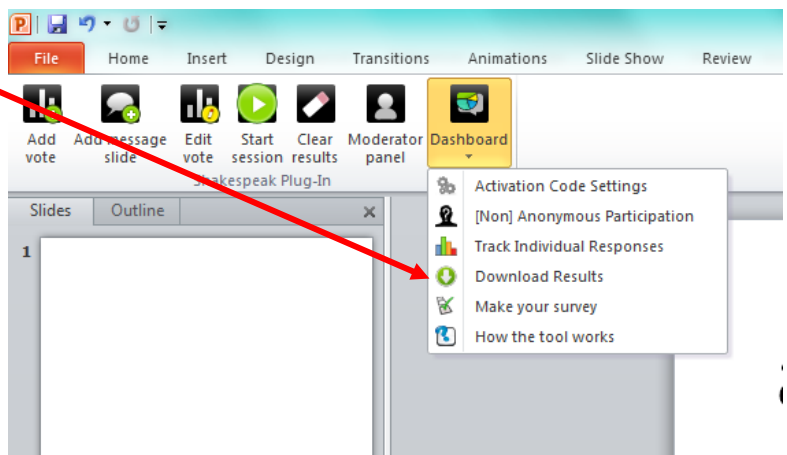 P
File Home Insert Design Transitions Animations Slide Show Review
Add vote Add message slide Edit vote Start session Clear results Moderator panel Dashboard
Shakespeak Plug-In
Activation Code Settings
[Non] Anonymous Participation
Track Individual Responses
Download Results
Make your survey
How the tool works
Slides Outline
1